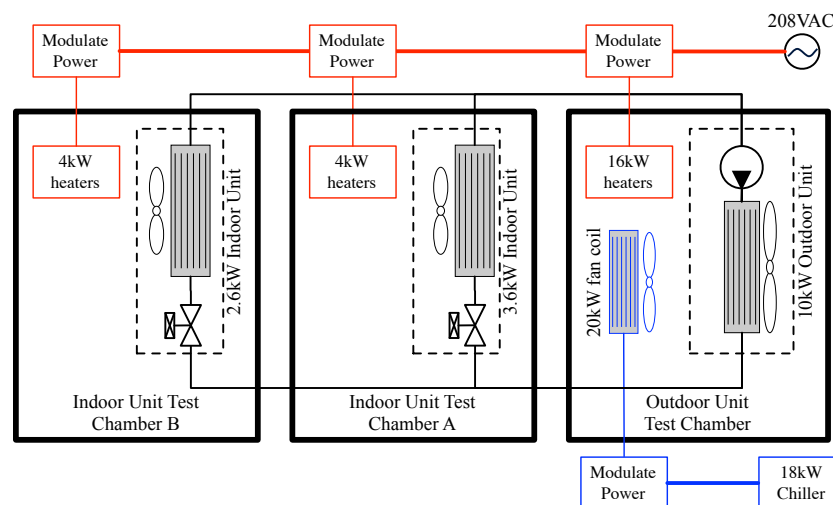 208VAC
Modulate
Power
Modulate
Power
Modulate
Power
4kW
heaters
2.6kW Indoor Unit
4kW
heaters
3.6kW Indoor Unit
16kW
heaters
20kW fan coil
10kW Outdoor Unit
Indoor Unit Test
Chamber B
Indoor Unit Test
Chamber A
Outdoor Unit
Test Chamber
Modulate
Power
18kW
Chiller